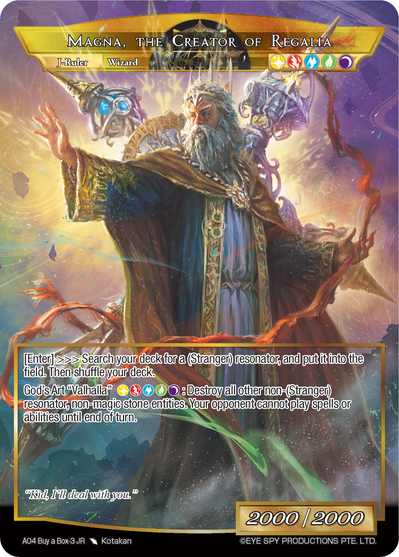 Magna, the Creator of Regalia
J-Ruler Wizard
[Enter] >>> Search your deck for a (Stranger) resonator, and put it into the
field. Then shuffle your deck.
God's Art "Valhalla" : Destroy all other non-(Stranger)
resonator, non-magic stone entities. Your opponent cannot play spells or
abilities until end of turn.
"Kid, I'll deal with you."
2000/2000
A04 Buy a Box-3 JR Kotakan
©EYE SPY PRODUCTIONS PTE. LTD.